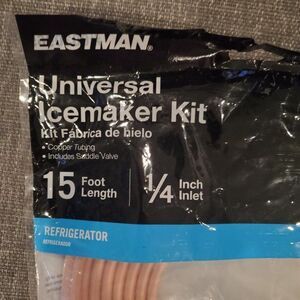 EASTMAN®
Universal
Icemaker Kit
Kit Fábrica de hielo
• Copper Tubing
• Includes Saddle Valve
15 Foot Length 1/4 Inch Inlet
REFRIGERATOR
REFRIGERADOR